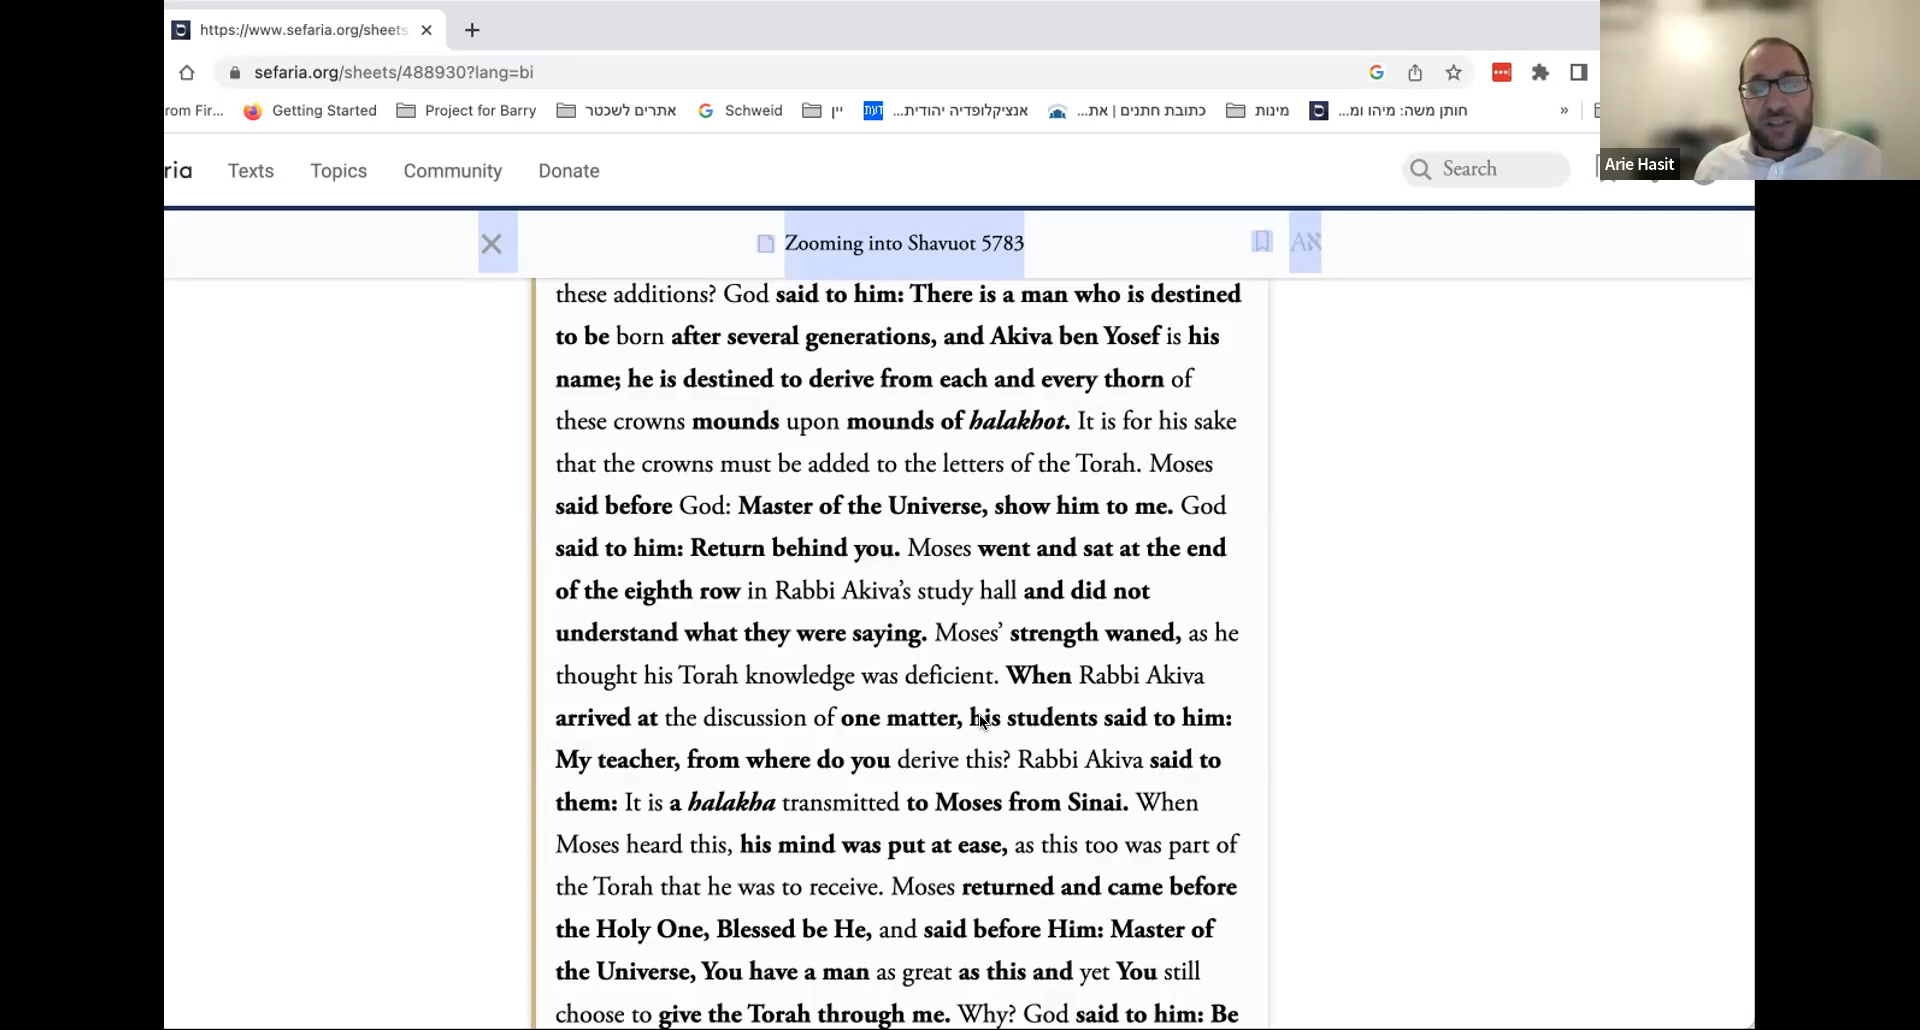 https://www.sefaria.org/sheets
sefaria.org/sheets/488930?lang=bi
rom Fir...
Getting Started
Project for Barry
אתרים לשכטר
Schweid
יין
דעת
אנציקלופדיה יהודית...
כתובת חתנים | את...
מינות
חותן משה: מיהו ומ...
»
ria
Texts
Topics
Community
Donate
Search
Arie Hasit
Zooming into Shavuot 5783
Aא
these additions? God said to him: There is a man who is destined
to be born after several generations, and Akiva ben Yosef is his
name; he is destined to derive from each and every thorn of
these crowns mounds upon mounds of halakhot. It is for his sake
that the crowns must be added to the letters of the Torah. Moses
said before God: Master of the Universe, show him to me. God
said to him: Return behind you. Moses went and sat at the end
of the eighth row in Rabbi Akiva’s study hall and did not
understand what they were saying. Moses’ strength waned, as he
thought his Torah knowledge was deficient. When Rabbi Akiva
arrived at the discussion of one matter, his students said to him:
My teacher, from where do you derive this? Rabbi Akiva said to
them: It is a halakha transmitted to Moses from Sinai. When
Moses heard this, his mind was put at ease, as this too was part of
the Torah that he was to receive. Moses returned and came before
the Holy One, Blessed be He, and said before Him: Master of
the Universe, You have a man as great as this and yet You still
choose to give the Torah through me. Why? God said to him: Be